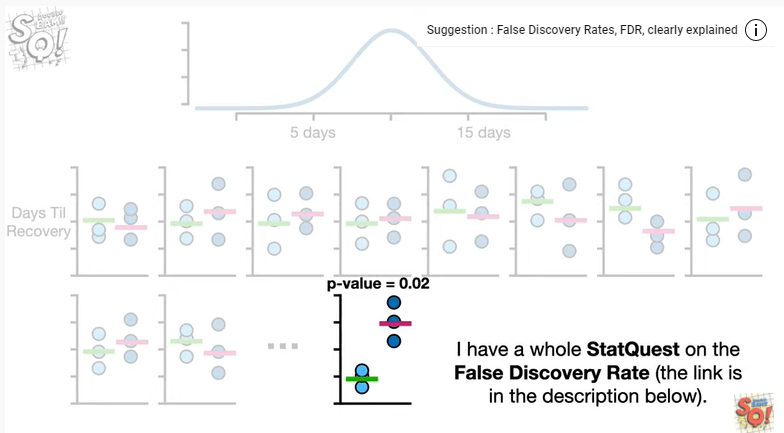 Suggestion : False Discovery Rates, FDR, clearly explained
5 days
15 days
Days Til
Recovery
p-value = 0.02
I have a whole StatQuest on the
False Discovery Rate (the link is
in the description below).
SQ!